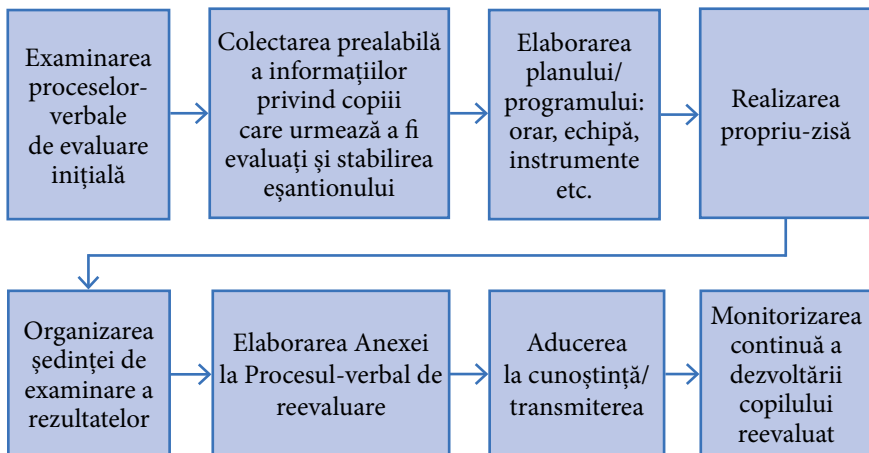 Examinarea
proceselor-
verbale
de evaluare
inițială
Colectarea prealabilă
a informațiilor
privind copiii
care urmează a fi
evaluați și stabilirea
eșantionului
Elaborarea
planului/
programului:
orar, echipă,
instrumente
etc.
Realizarea
propriu-zisă
Organizarea
ședinței de
examinare a
rezultatelor
Elaborarea Anexei
la Procesul-verbal de
reevaluare
Aducerea
la cunoștință/
transmiterea
Monitorizarea
continuă a
dezvoltării
copilului
reevaluat